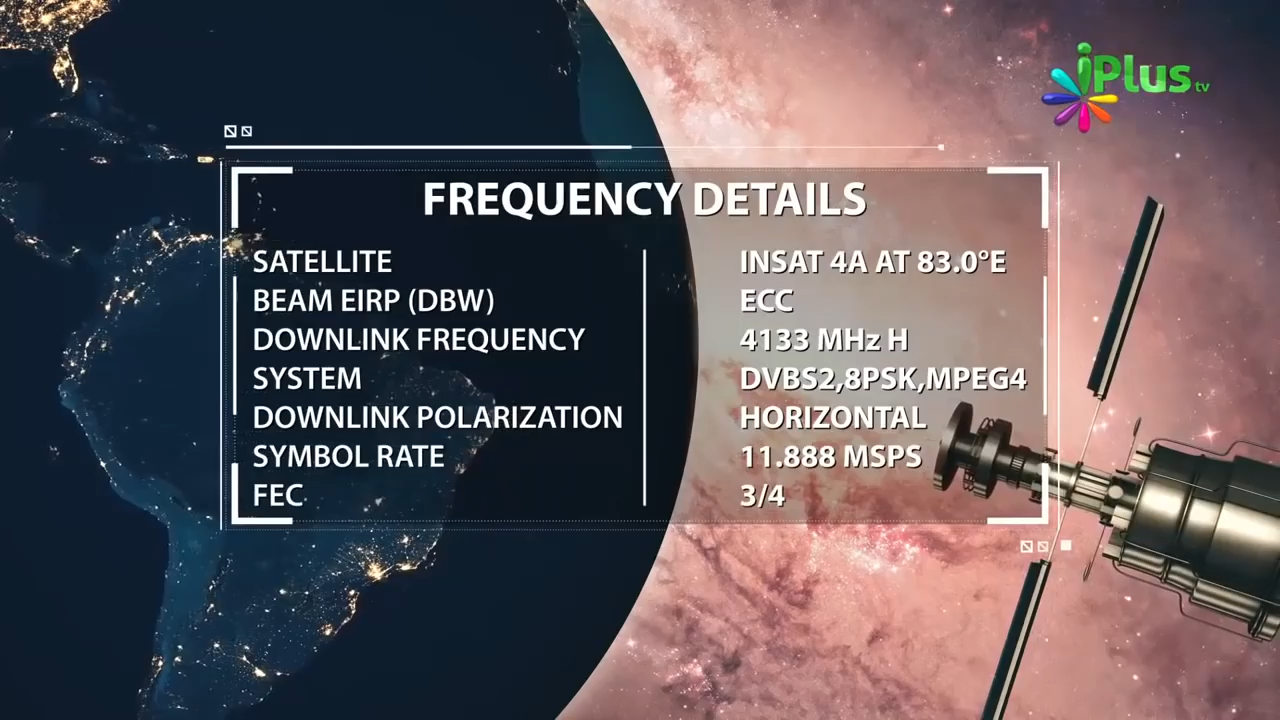 iPlus tv
FREQUENCY DETAILS
SATELLITE INSAT 4A AT 83.0°E
BEAM EIRP (DBW) ECC
DOWNLINK FREQUENCY 4133 MHz H
SYSTEM DVBS2,8PSK,MPEG4
DOWNLINK POLARIZATION HORIZONTAL
SYMBOL RATE 11.888 MSPS
FEC 3/4